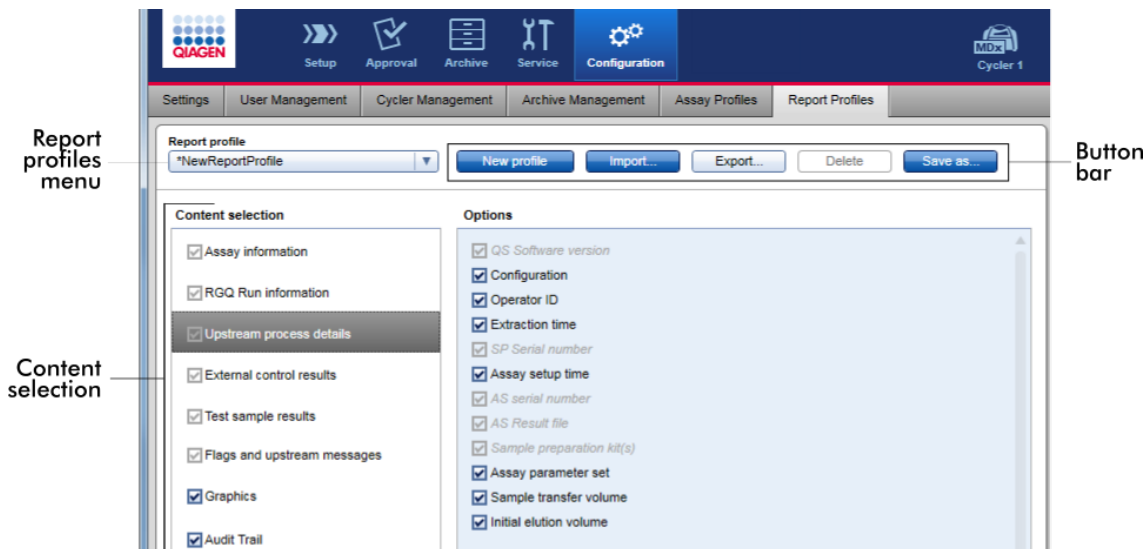 QIAGEN
Setup
Approval
Archive
Service
Configuration
MDx
Cycler 1
Settings
User Management
Cycler Management
Archive Management
Assay Profiles
Report Profiles
Report
profiles
menu
Report profile
*NewReportProfile
New profile
Import...
Export...
Delete
Save as...
Button
bar
Content selection
Options
Content
selection
Assay information
RGQ Run information
Upstream process details
External control results
Test sample results
Flags and upstream messages
Graphics
Audit Trail
QS Software version
Configuration
Operator ID
Extraction time
SP Serial number
Assay setup time
AS serial number
AS Result file
Sample preparation kit(s)
Assay parameter set
Sample transfer volume
Initial elution volume